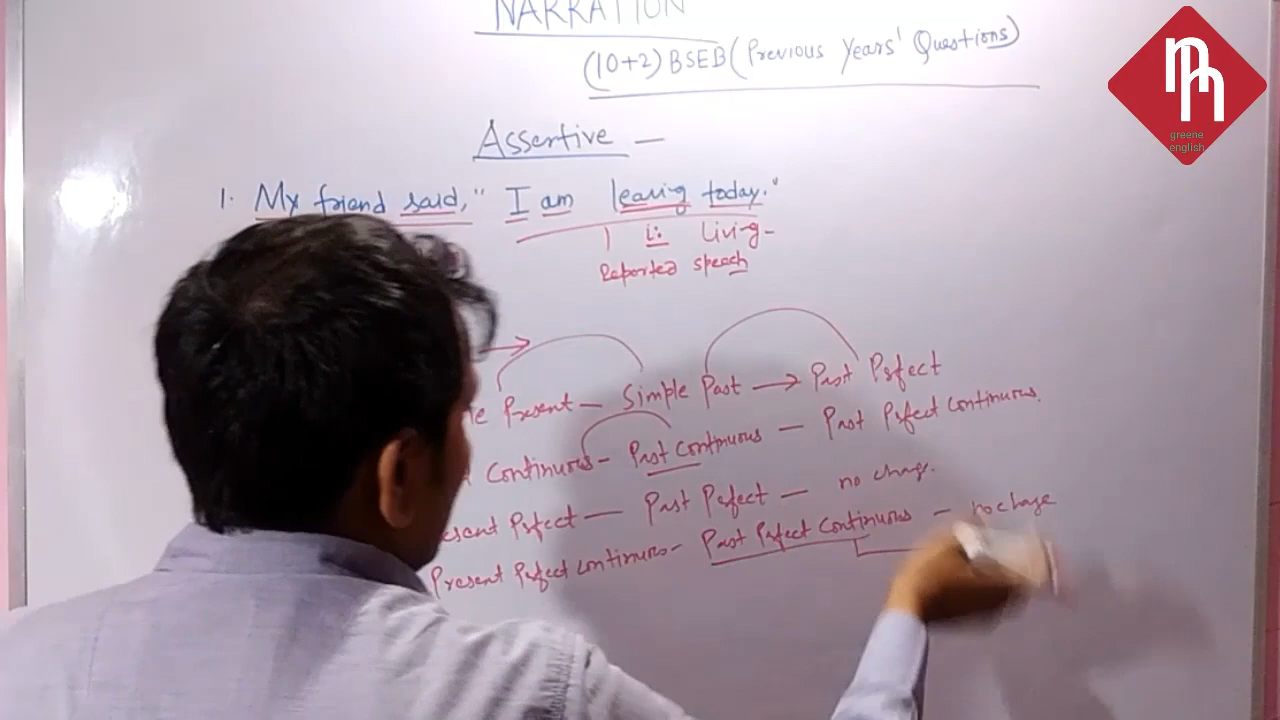 NARRATION
(10+2) BSEB (Previous Years' Questions)
greene
english
Assertive —
1. My friend said, " I am leaving today."
Living-
Reported speech
Present — Simple Past → Past Perfect
Continuous - Past Continuous — Past Perfect Continuous.
Perfect — Past Perfect — no change.
Present Perfect continuous - Past Perfect Continuous — no change